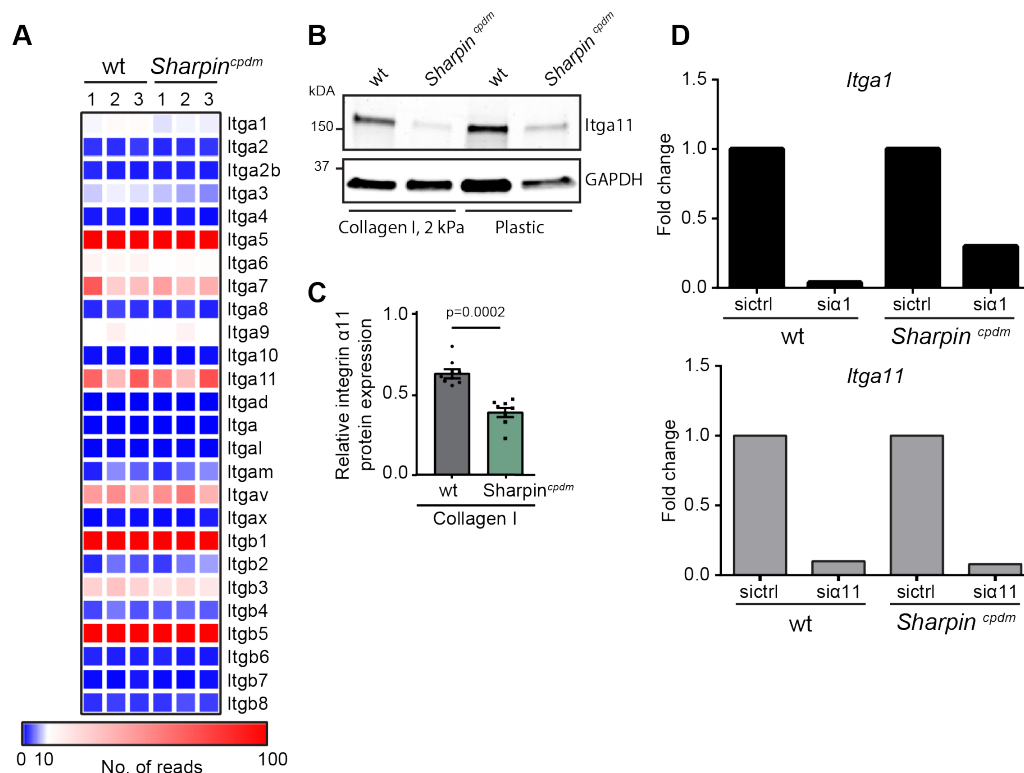 A
wt Sharpin^cpdm
1 2 3 1 2 3
Itga1
Itga2
Itga2b
Itga3
Itga4
Itga5
Itga6
Itga7
Itga8
Itga9
Itga10
Itga11
Itgad
Itga
Itgal
Itgam
Itgav
Itgax
Itgb1
Itgb2
Itgb3
Itgb4
Itgb5
Itgb6
Itgb7
Itgb8
0 10 100
No. of reads
B
wt Sharpin^cpdm wt Sharpin^cpdm
kDA
150 Itga11
37
GAPDH
Collagen I, 2 kPa Plastic
C
Relative integrin α11
protein expression
p=0.0002
1.0
0.5
0.0
wt Sharpin^cpdm
Collagen I
D
Itga1
Fold change
1.5
1.0
0.5
0.0
sictrl siα1 sictrl siα1
wt Sharpin^cpdm
Itga11
Fold change
1.5
1.0
0.5
0.0
sictrl siα11 sictrl siα11
wt Sharpin^cpdm